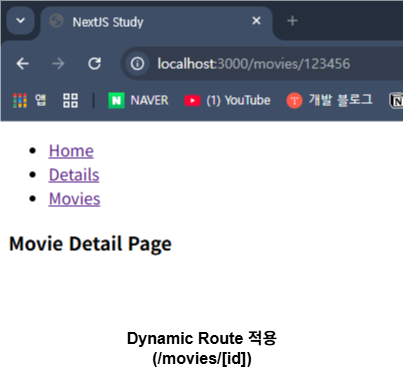 NextJS Study
localhost:3000/movies/123456
앱
NAVER
(1) YouTube
개발 블로그
Home
Details
Movies
Movie Detail Page
Dynamic Route 적용
(/movies/[id])